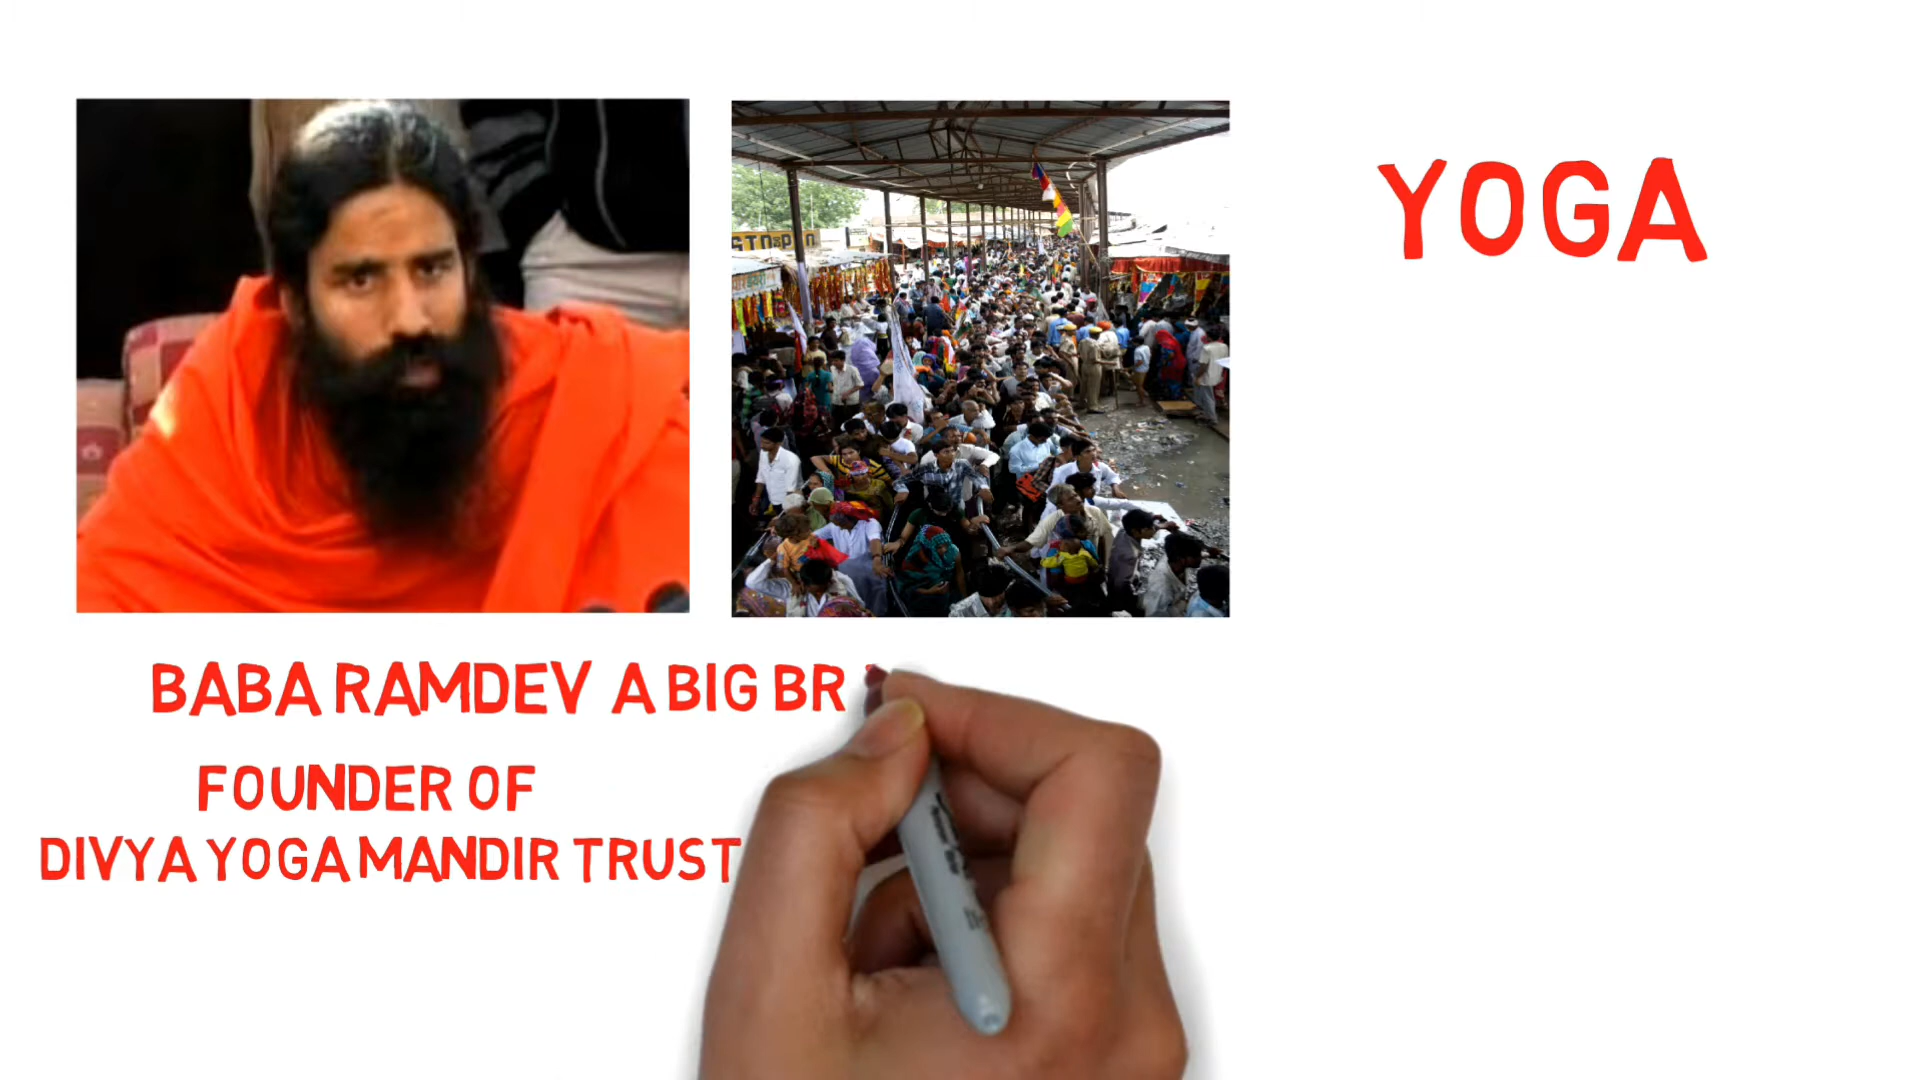 YOGA
BABA RAMDEV A BIG BR
FOUNDER OF
DIVYA YOGA MANDIR TRUST